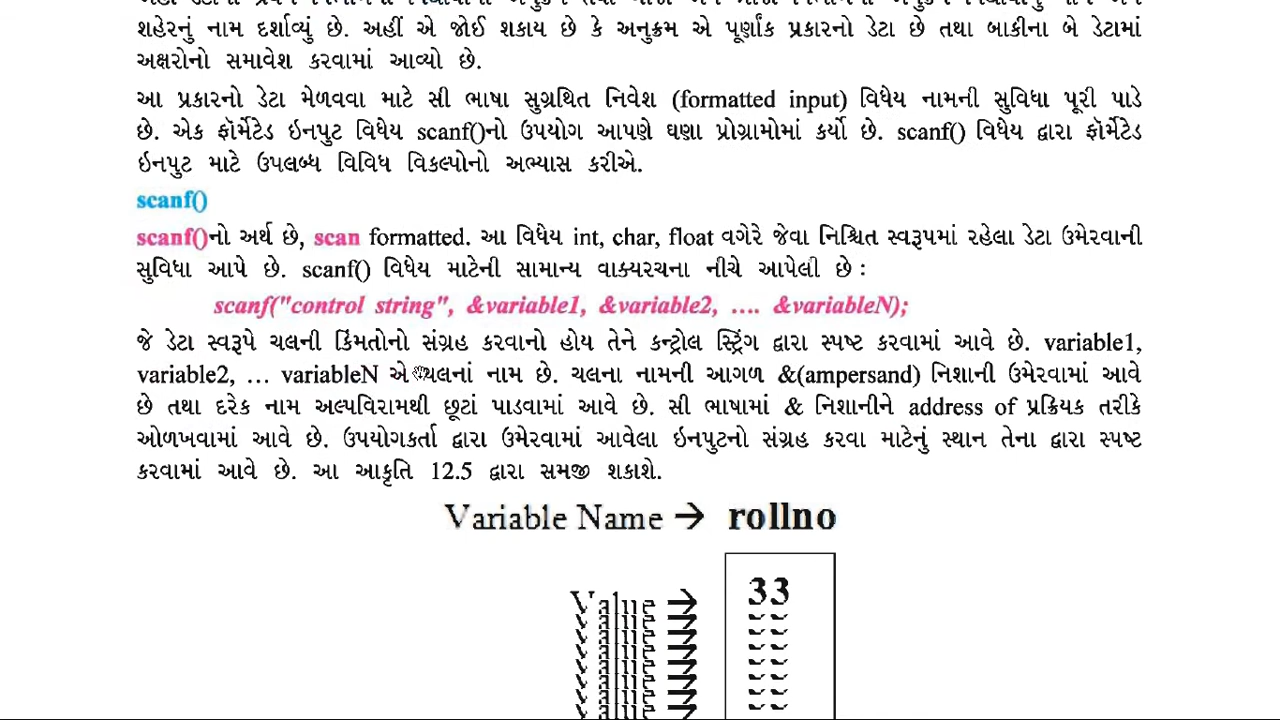 શહેરનું નામ દર્શાવ્યું છે. અહીં એ જોઈ શકાય છે કે અનુક્રમ એ પૂર્ણાંક પ્રકારનો ડેટા છે તથા બાકીના બે ડેટામાં
અક્ષરોનો સમાવેશ કરવામાં આવ્યો છે.
આ પ્રકારનો ડેટા મેળવવા માટે સી ભાષા સુગ્રથિત નિવેશ (formatted input) વિધેય નામની સુવિધા પૂરી પાડે
છે. એક ફૉર્મેટેડ ઇનપુટ વિધેય scanf()નો ઉપયોગ આપણે ઘણા પ્રોગ્રામોમાં કર્યો છે. scanf() વિધેય દ્વારા ફૉર્મેટેડ
ઇનપુટ માટે ઉપલબ્ધ વિવિધ વિકલ્પોનો અભ્યાસ કરીએ.
scanf()
scanf()નો અર્થ છે, scan formatted. આ વિધેય int, char, float વગેરે જેવા નિશ્ચિત સ્વરૂપમાં રહેલા ડેટા ઉમેરવાની
સુવિધા આપે છે. scanf() વિધેય માટેની સામાન્ય વાક્યરચના નીચે આપેલી છે :
scanf("control string", &variable1, &variable2, .... &variableN);
જે ડેટા સ્વરૂપે ચલની કિંમતોનો સંગ્રહ કરવાનો હોય તેને કન્ટ્રોલ સ્ટ્રિંગ દ્વારા સ્પષ્ટ કરવામાં આવે છે. variable1,
variable2, ... variableN એ ચલનાં નામ છે. ચલના નામની આગળ &(ampersand) નિશાની ઉમેરવામાં આવે
છે તથા દરેક નામ અલ્પવિરામથી છૂટાં પાડવામાં આવે છે. સી ભાષામાં & નિશાનીને address of પ્રક્રિયક તરીકે
ઓળખવામાં આવે છે. ઉપયોગકર્તા દ્વારા ઉમેરવામાં આવેલા ઇનપુટનો સંગ્રહ કરવા માટેનું સ્થાન તેના દ્વારા સ્પષ્ટ
કરવામાં આવે છે. આ આકૃતિ 12.5 દ્વારા સમજી શકાશે.
Variable Name → rollno
Value → 33